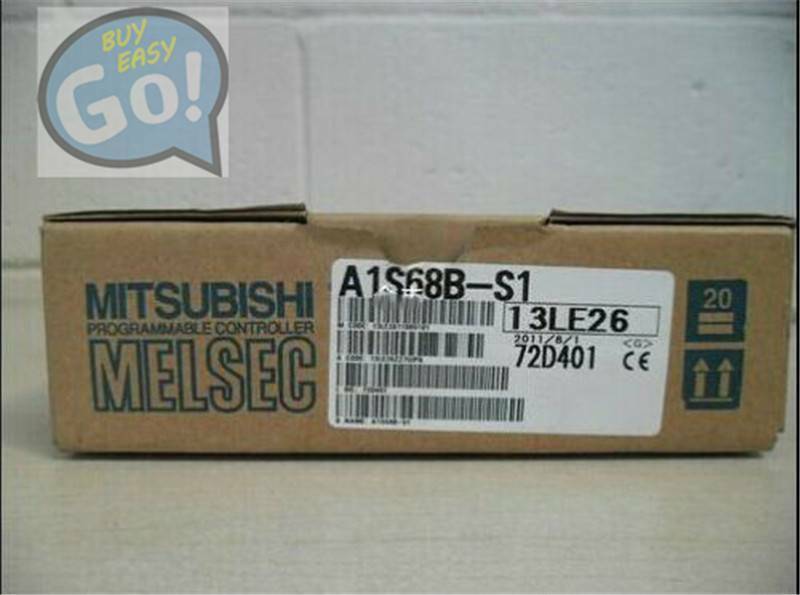 BUY
EASY
Go!
MITSUBISHI
PROGRAMMABLE CONTROLLER
MELSEC
A1S68B-S1
13LE26
2011/8/1
<G>
72D401 CE
20